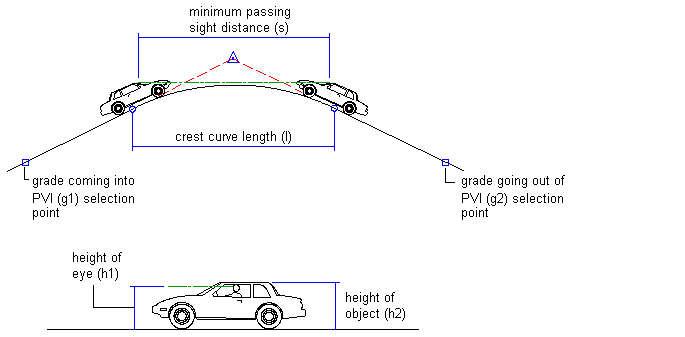 minimum passing
sight distance (s)
crest curve length (l)
grade coming into
PVI (g1) selection
point
grade going out of
PVI (g2) selection
point
height of
eye (h1)
height of
object (h2)